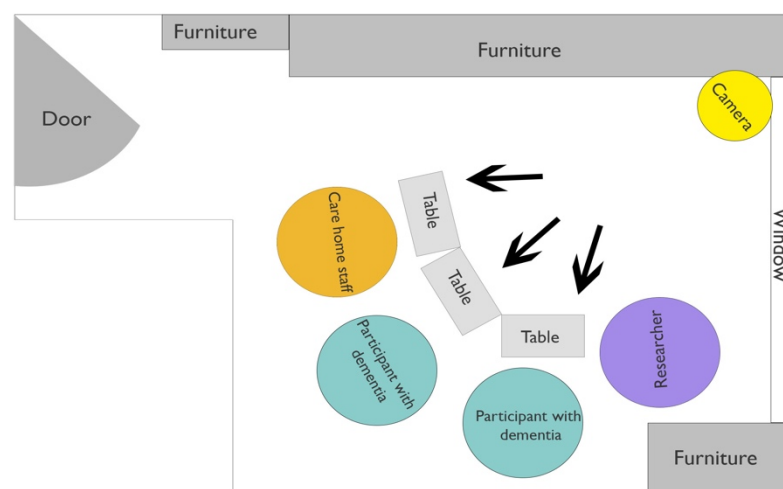 Furniture
Furniture
Door
Camera
Window
Table
Care home
staff
Table
Table
Researcher
Participant with
dementia
Participant with
dementia
Furniture